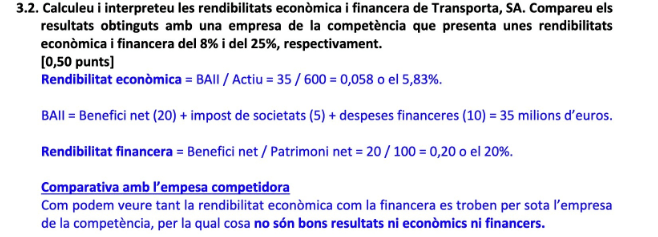 3.2. Calculeu i interpreteu les rendibilitats econòmica i financera de Transporta, SA. Compareu els
resultats obtinguts amb una empresa de la competència que presenta unes rendibilitats
econòmica i financera del 8% i del 25%, respectivament.
[0,50 punts]
Rendibilitat econòmica = BAII / Actiu = 35 / 600 = 0,058 o el 5,83%.
BAII = Benefici net (20) + impost de societats (5) + despeses financeres (10) = 35 milions d’euros.
Rendibilitat financera = Benefici net / Patrimoni net = 20 / 100 = 0,20 o el 20%.
Comparativa amb l’empesa competidora
Com podem veure tant la rendibilitat econòmica com la financera es troben per sota l’empresa
de la competència, per la qual cosa no són bons resultats ni econòmics ni financers.